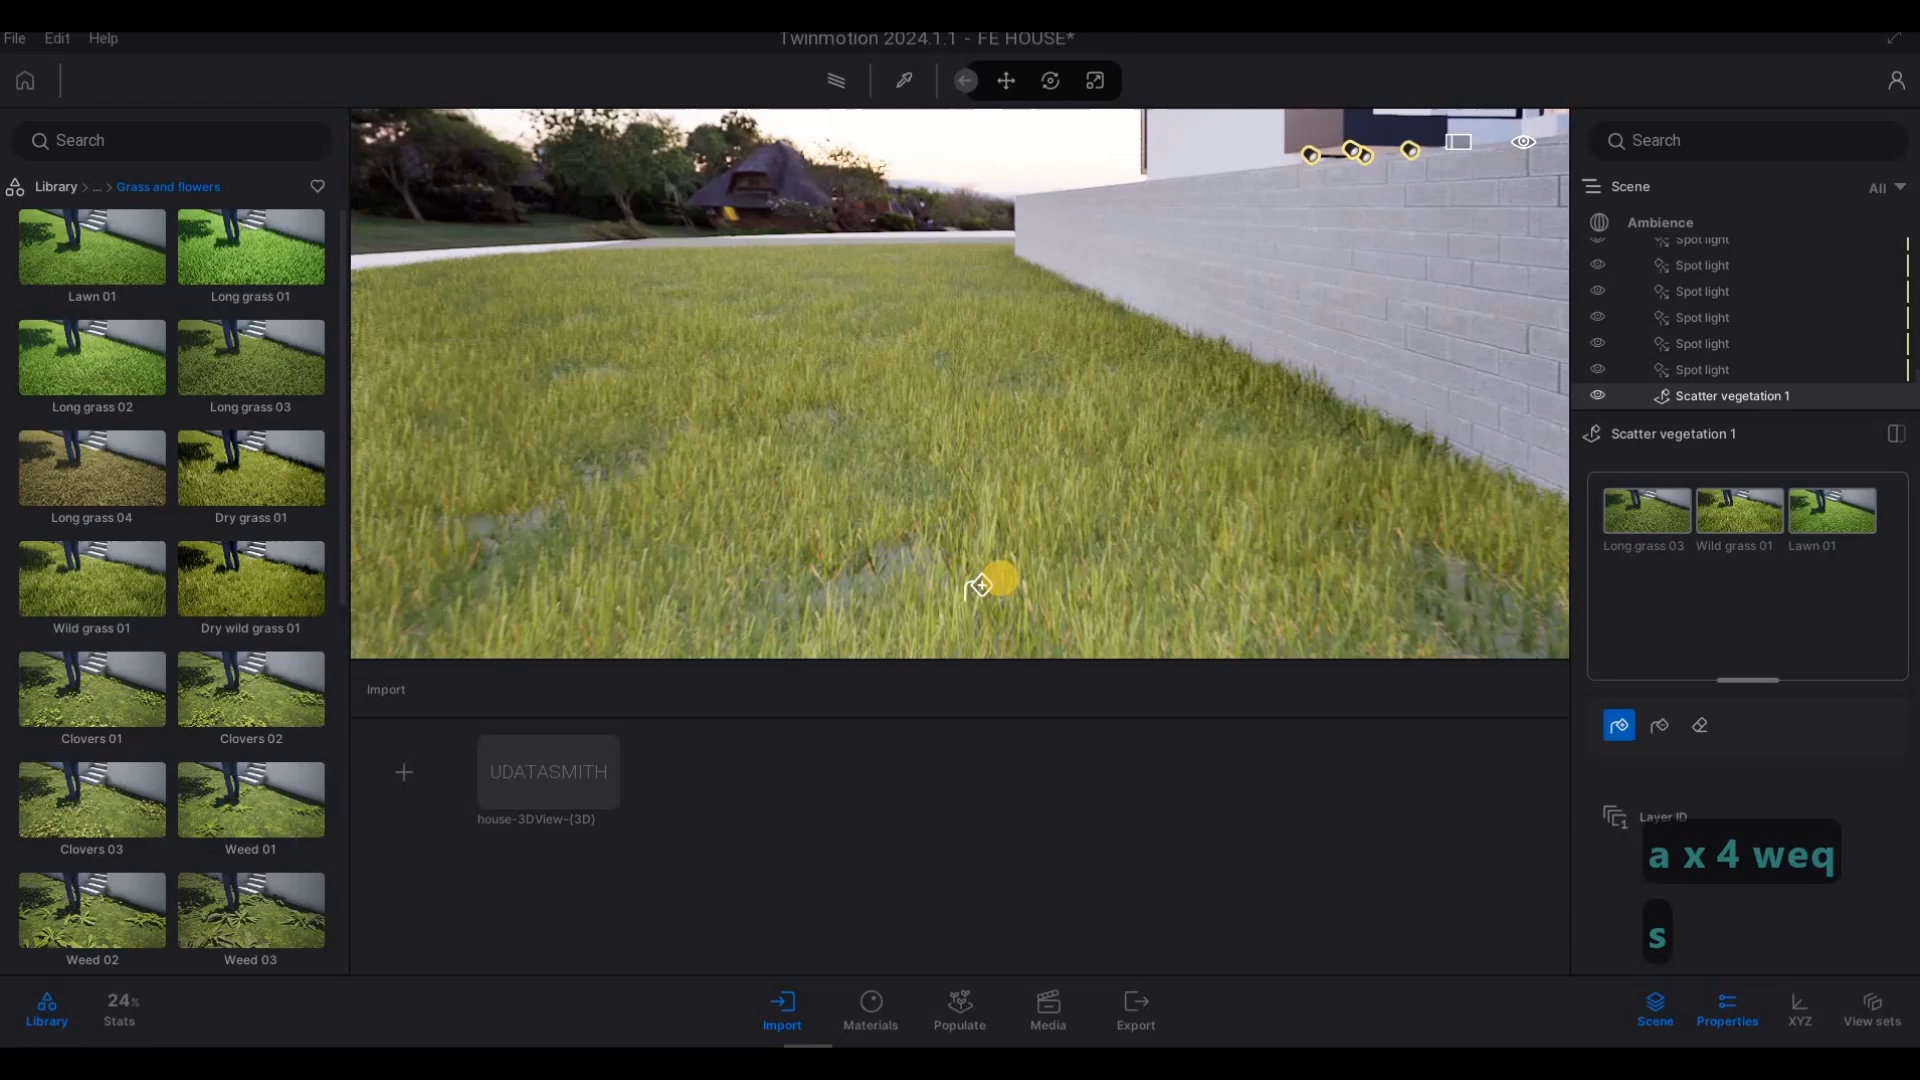 File Edit Help
Twinmotion 2024.1.1 - FE HOUSE*
Search
Library > ... > Grass and flowers
Lawn 01
Long grass 01
Long grass 02
Long grass 03
Long grass 04
Dry grass 01
Wild grass 01
Dry wild grass 01
Clovers 01
Clovers 02
Clovers 03
Weed 01
Weed 02
Weed 03
Library
24%
Stats
Import
UDATASMITH
house-3DView-{3D}
Import
Materials
Populate
Media
Export
Search
Scene
All
Ambience
Spot light
Spot light
Spot light
Spot light
Spot light
Spot light
Scatter vegetation 1
Scatter vegetation 1
Long grass 03
Wild grass 01
Lawn 01
Layer ID
a x 4 weq
s
Scene
Properties
XYZ
View sets